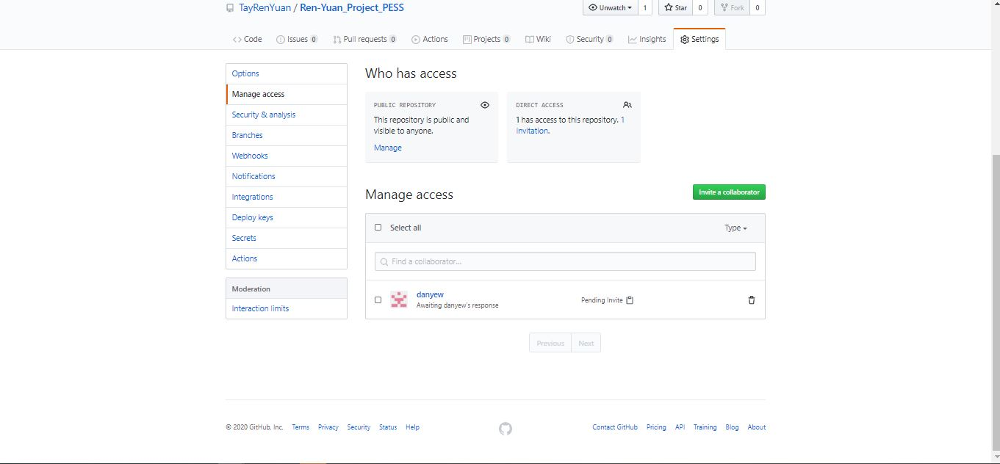 TayRenYuan / Ren-Yuan_Project_PESS
Unwatch 1 Star 0 Fork 0
Code Issues 0 Pull requests 0 Actions Projects 0 Wiki Security 0 Insights Settings
Options
Manage access
Security & analysis
Branches
Webhooks
Notifications
Integrations
Deploy keys
Secrets
Actions
Moderation
Interaction limits
Who has access
PUBLIC REPOSITORY
This repository is public and
visible to anyone.
Manage
DIRECT ACCESS
1 has access to this repository. 1
invitation.
Manage access
Invite a collaborator
Select all Type
Find a collaborator...
danyew
Awaiting danyew's response
Pending Invite
Previous Next
© 2020 GitHub, Inc. Terms Privacy Security Status Help
Contact GitHub Pricing API Training Blog About